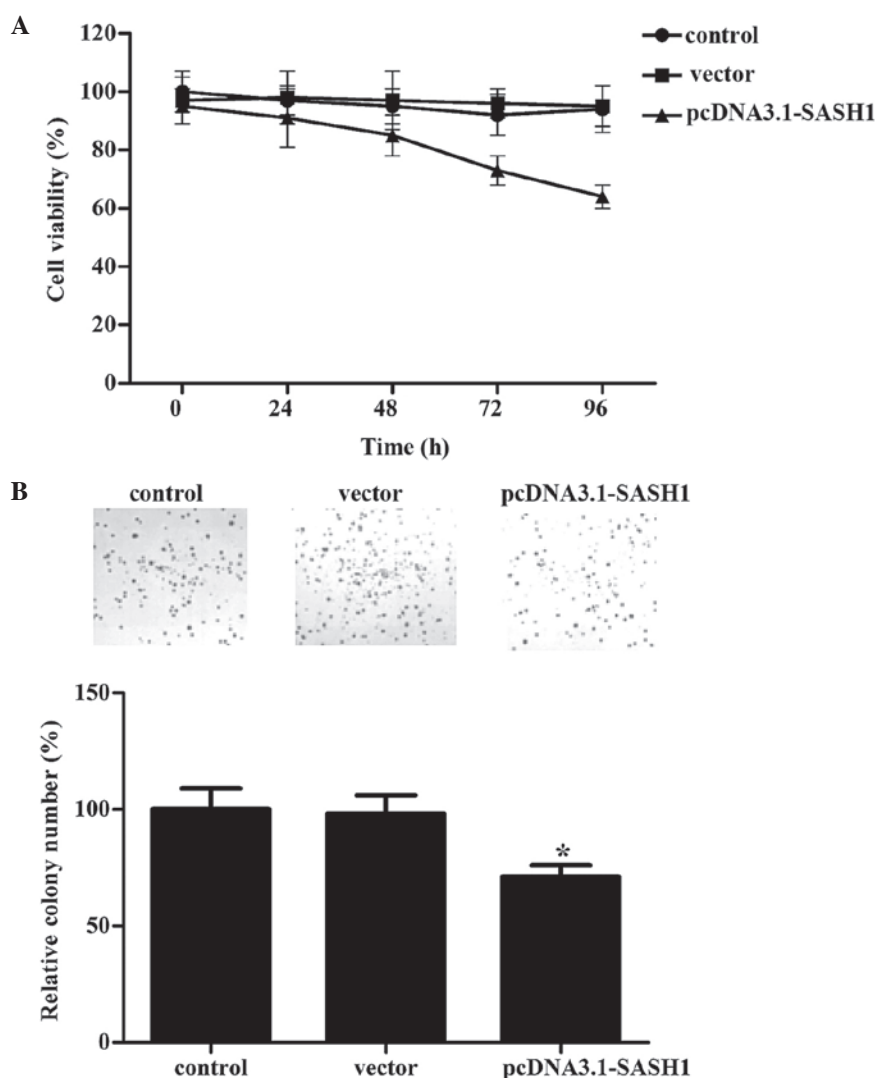 A
120
100
80
60
40
20
0
Cell viability (%)
0 24 48 72 96
Time (h)
control
vector
pcDNA3.1-SASH1
B
control vector pcDNA3.1-SASH1
150
100
50
0
Relative colony number (%)
*
control vector pcDNA3.1-SASH1